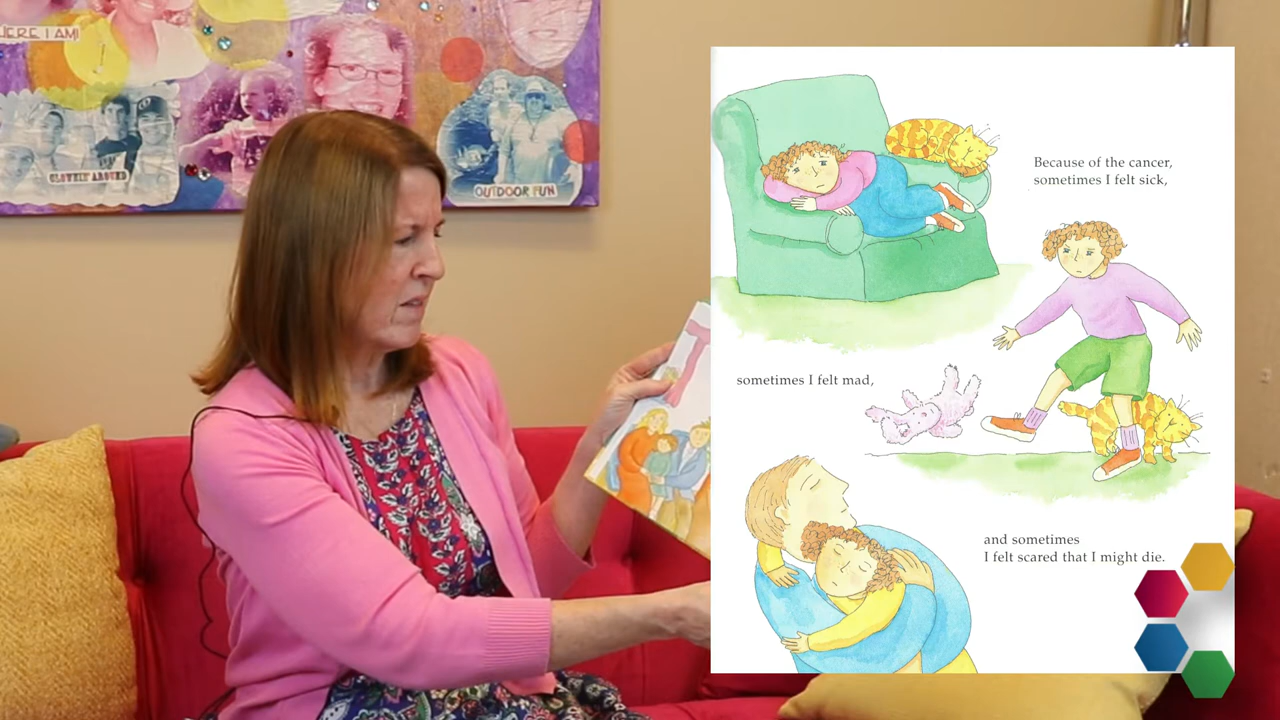 HERE I AM!
CLOWNIN' AROUND
OUTDOOR FUN
Because of the cancer,
sometimes I felt sick,
sometimes I felt mad,
and sometimes
I felt scared that I might die.